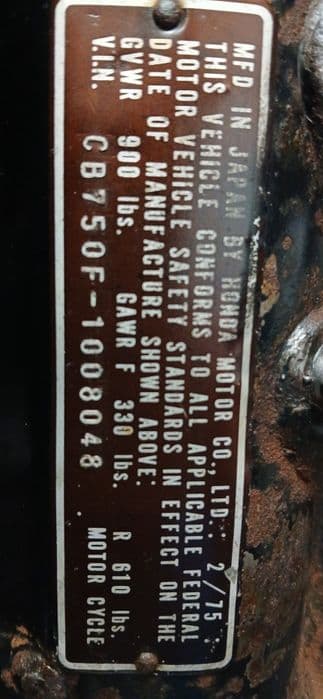 MFD IN JAPAN BY HONDA MOTOR CO., LTD.: 2/75 :
THIS VEHICLE CONFORMS TO ALL APPLICABLE FEDERAL
MOTOR VEHICLE SAFETY STANDARDS IN EFFECT ON THE
DATE OF MANUFACTURE SHOWN ABOVE:
GVWR 900 lbs. GAWR F 330 lbs. R 610 lbs.
V.I.N. CB750F-1008048 . MOTOR CYCLE